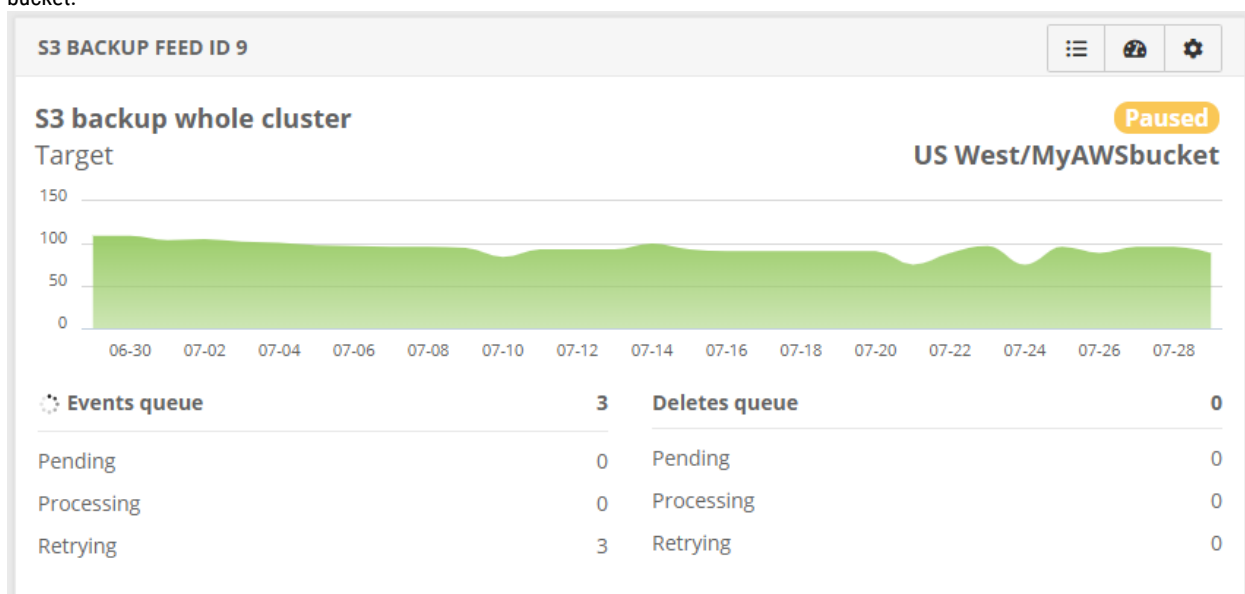 bucket.
S3 BACKUP FEED ID 9
S3 backup whole cluster
Paused
Target
US West/MyAWSbucket
150
100
50
0
06-30 07-02 07-04 07-06 07-08 07-10 07-12 07-14 07-16 07-18 07-20 07-22 07-24 07-26 07-28
Events queue 3
Pending 0
Processing 0
Retrying 3
Deletes queue 0
Pending 0
Processing 0
Retrying 0